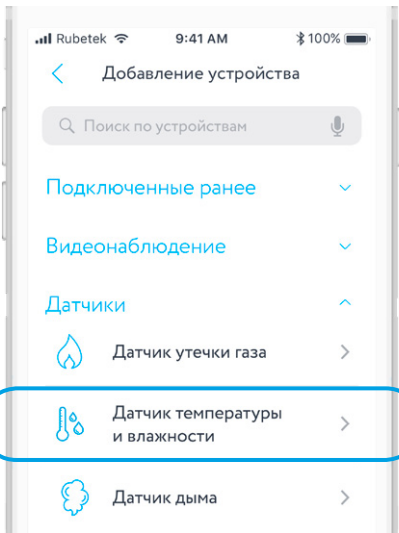 Rubetek 9:41 AM 100%
Добавление устройства
Поиск по устройствам
Подключенные ранее
Видеонаблюдение
Датчики
Датчик утечки газа
Датчик температуры
и влажности
Датчик дыма